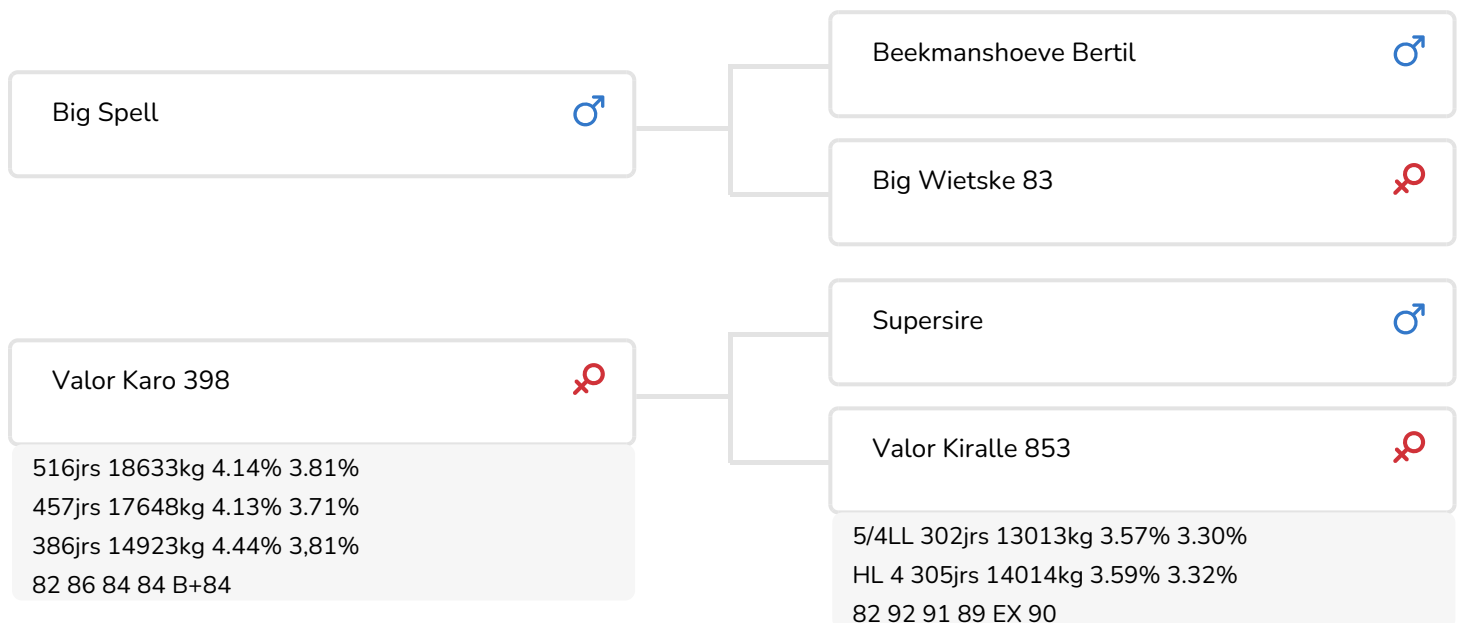 Big Spell
Beekmanshoeve Bertil
Big Wietske 83
Valor Karo 398
516jrs 18633kg 4.14% 3.81%
457jrs 17648kg 4.13% 3.71%
386jrs 14923kg 4.44% 3,81%
82 86 84 84 B+84
Supersire
Valor Kiralle 853
5/4LL 302jrs 13013kg 3.57% 3.30%
HL 4 305jrs 14014kg 3.59% 3.32%
82 92 91 89 EX 90